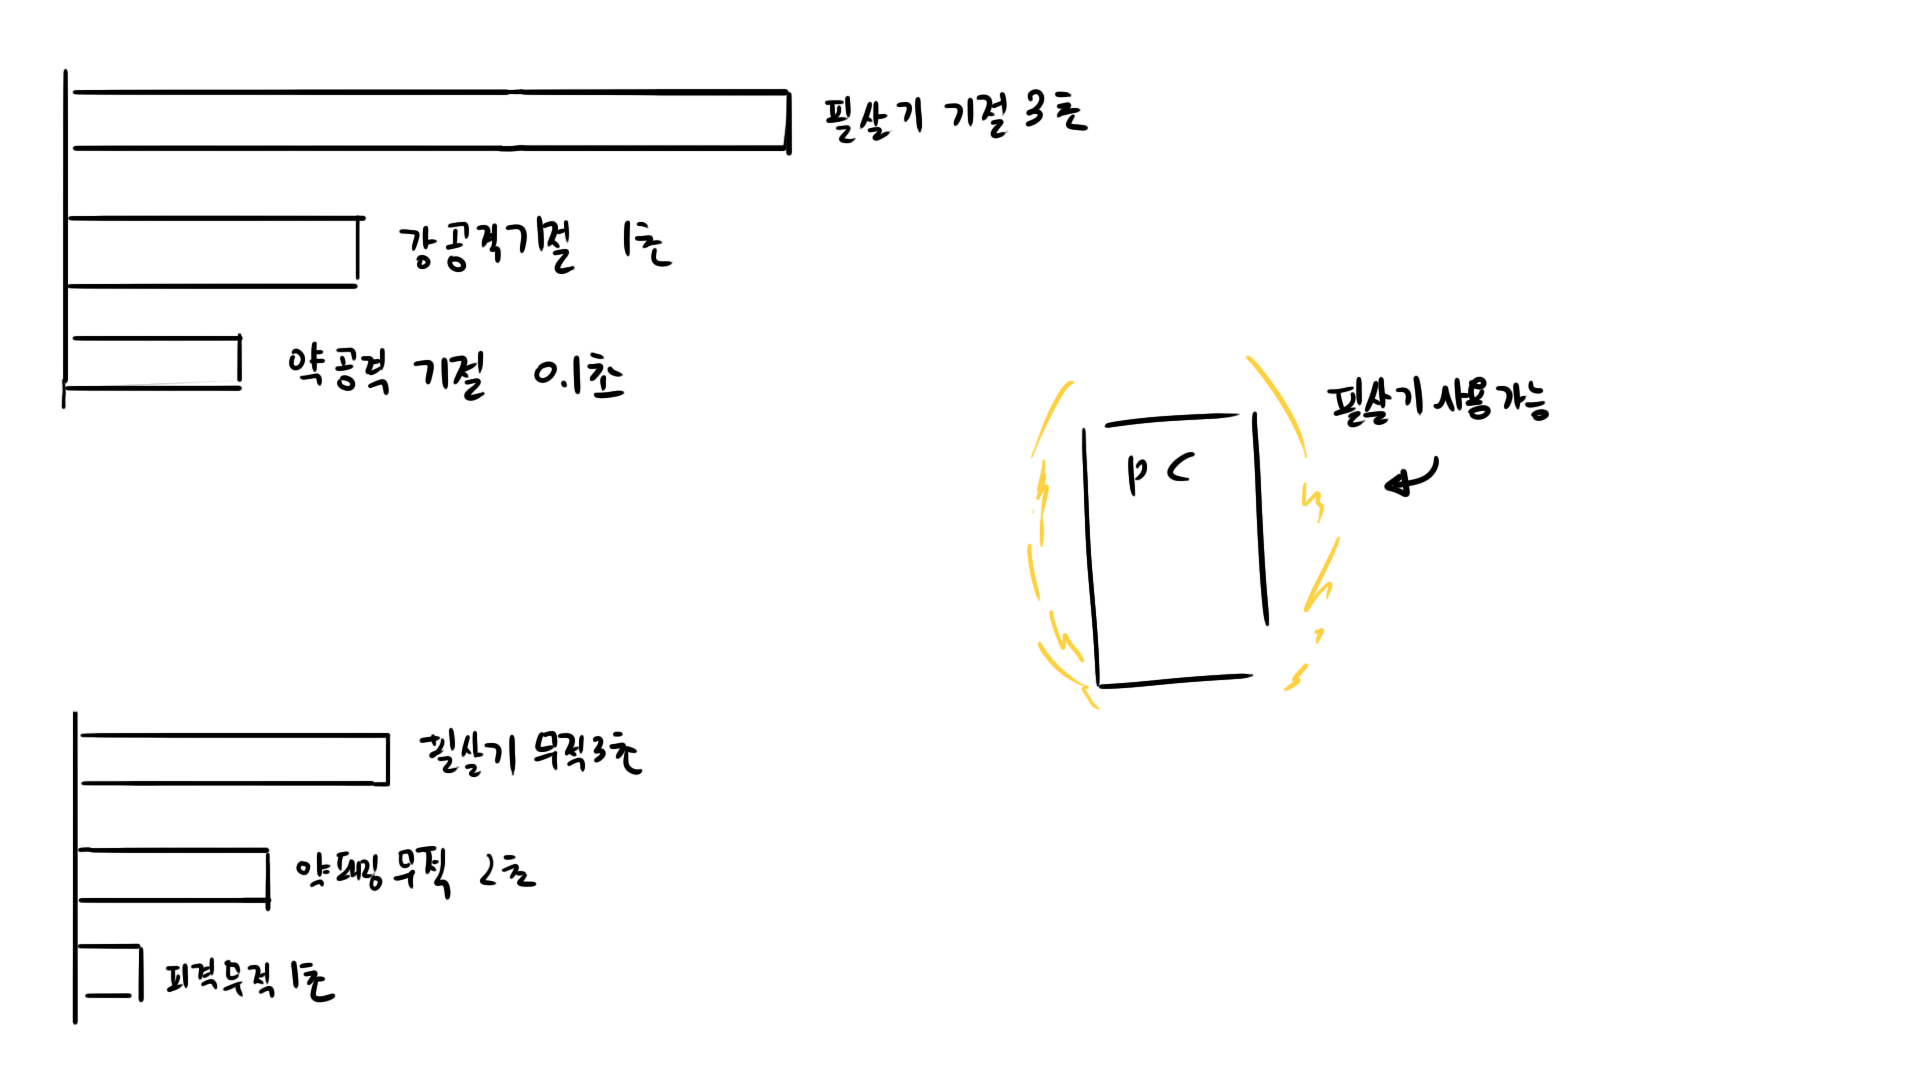 필살기 기절 3초
강공격기절 1초
약공격 기절 0.1초
필살기 사용가능
PC
필살기 무적3초
약패링 무적 2초
피격무적 1초